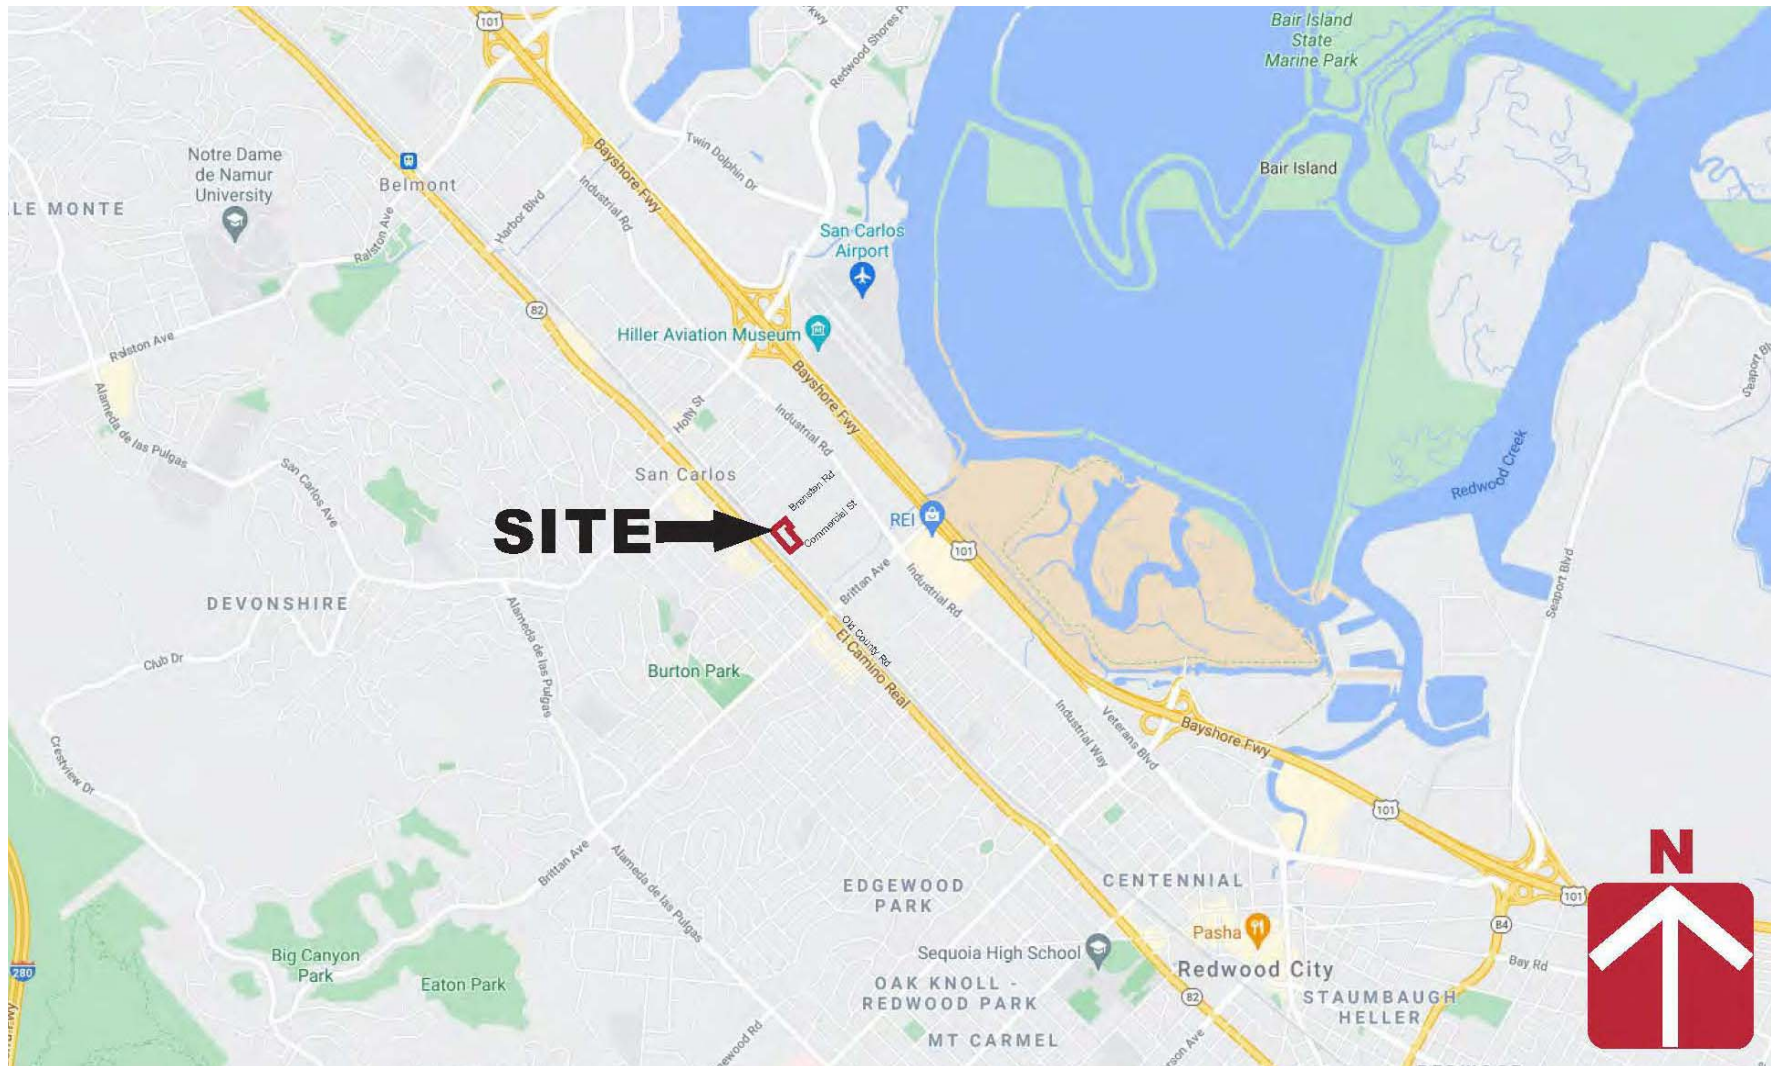 101
Redwood Shores P
Bair Island
State
Marine Park
Twin Dolphin Dr
Bayshore Fwy
Notre Dame
de Namur
University
Belmont
Industrial Rd
Bair Island
LE MONTE
Harbor Blvd
Ralston Ave
San Carlos
Airport
82
Hiller Aviation Museum
Ralston Ave
Bayshore Fwy
Seaport
Alameda de las Pulgas
Holly St
Industrial Rd
San Carlos Ave
San Carlos
Redwood Creek
Bransten Rd
Commercial St
SITE
REI
101
Brittan Ave
Industrial Rd
Seaport Blvd
DEVONSHIRE
Alameda de las Pulgas
Old County Rd
El Camino Real
Club Dr
Burton Park
Industrial Way
Veterans Blvd
Bayshore Fwy
Crestview Dr
101
Brittan Ave
Alameda de las Pulgas
N
EDGEWOOD
PARK
CENTENNIAL
101
84
Pasha
Big Canyon
Park
Sequoia High School
Bay Rd
280
Eaton Park
Redwood City
OAK KNOLL -
REDWOOD PARK
82
STAUMBAUGH
HELLER
MT CARMEL
ewood Rd
rson Ave